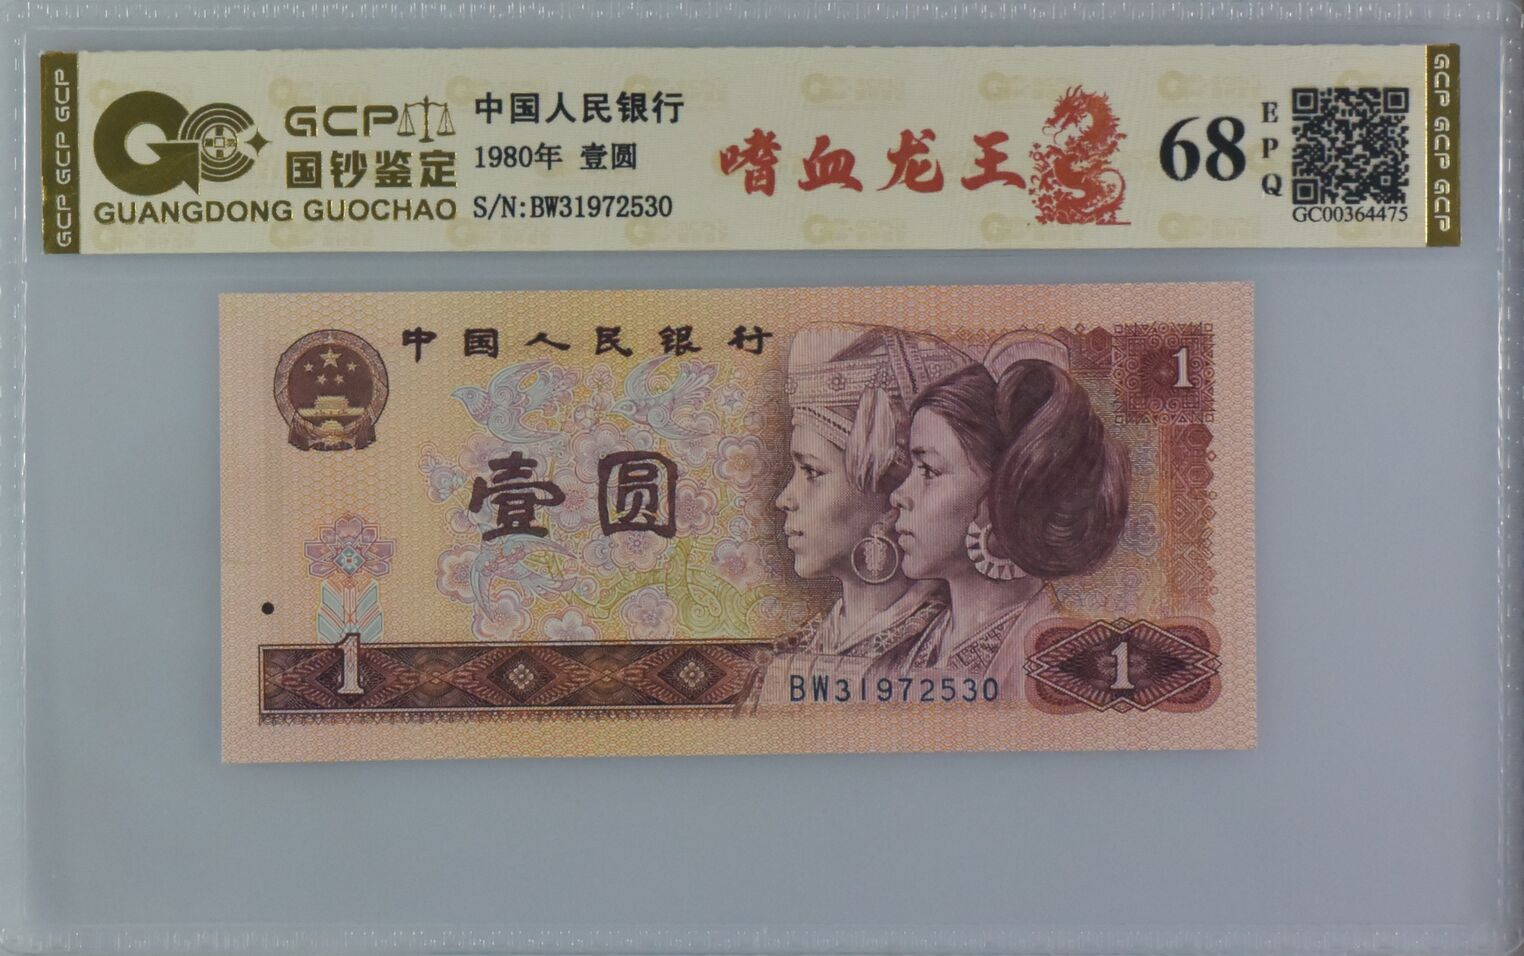 GCP GCP GCP
GCP
国钞鉴定
GUANGDONG GUOCHAO
中国人民银行
1980年 壹圆
S/N:BW31972530
嗜血龙王
68
EPQ
GC00364475
GCP GCP GCP
中国人民银行
1
壹圆
1
BW31972530
1